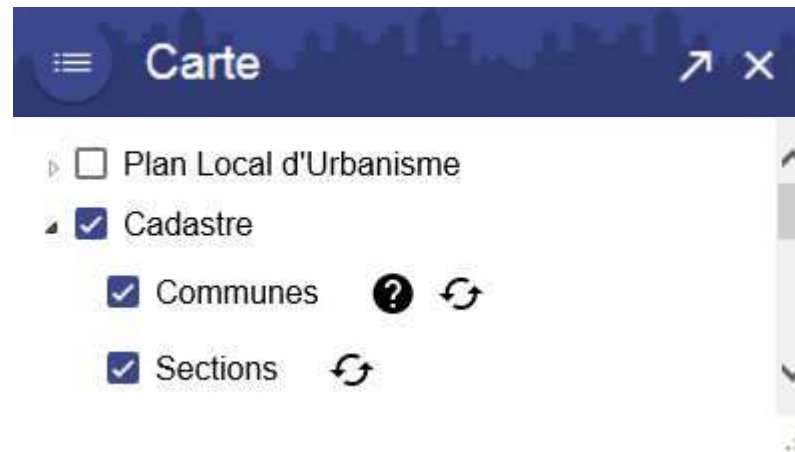 Carte
Plan Local d'Urbanisme
Cadastre
Communes
Sections